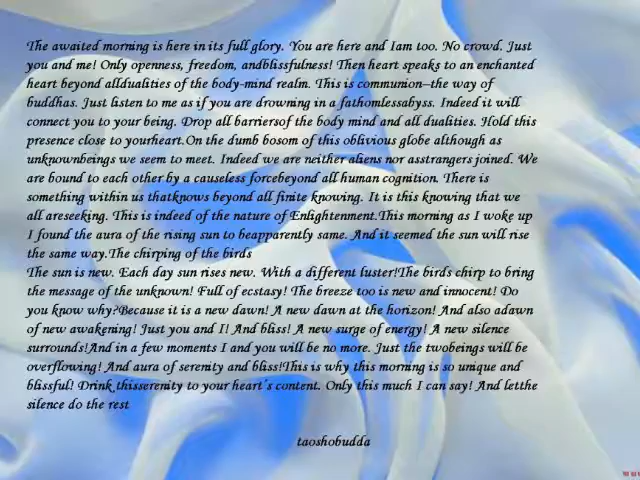 The awaited morning is here in its full glory. You are here and Iam too. No crowd. Just
you and me! Only openness, freedom, andblissfulness! Then heart speaks to an enchanted
heart beyond alldualities of the body-mind realm. This is communion–the way of
buddhas. Just listen to me as if you are drowning in a fathomlessabyss. Indeed it will
connect you to your being. Drop all barriersof the body mind and all dualities. Hold this
presence close to yourheart.On the dumb bosom of this oblivious globe although as
unknownbeings we seem to meet. Indeed we are neither aliens nor asstrangers joined. We
are bound to each other by a causeless forcebeyond all human cognition. There is
something within us thatknows beyond all finite knowing. It is this knowing that we
all areseeking. This is indeed of the nature of Enlightenment.This morning as I woke up
I found the aura of the rising sun to beapparently same. And it seemed the sun will rise
the same way.The chirping of the birds
The sun is new. Each day sun rises new. With a different luster!The birds chirp to bring
the message of the unknown! Full of ecstasy! The breeze too is new and innocent! Do
you know why?Because it is a new dawn! A new dawn at the horizon! And also adawn
of new awakening! Just you and I! And bliss! A new surge of energy! A new silence
surrounds!And in a few moments I and you will be no more. Just the twobeings will be
overflowing! And aura of serenity and bliss!This is why this morning is so unique and
blissful! Drink thisserenity to your heart's content. Only this much I can say! And letthe
silence do the rest
taoshobudda